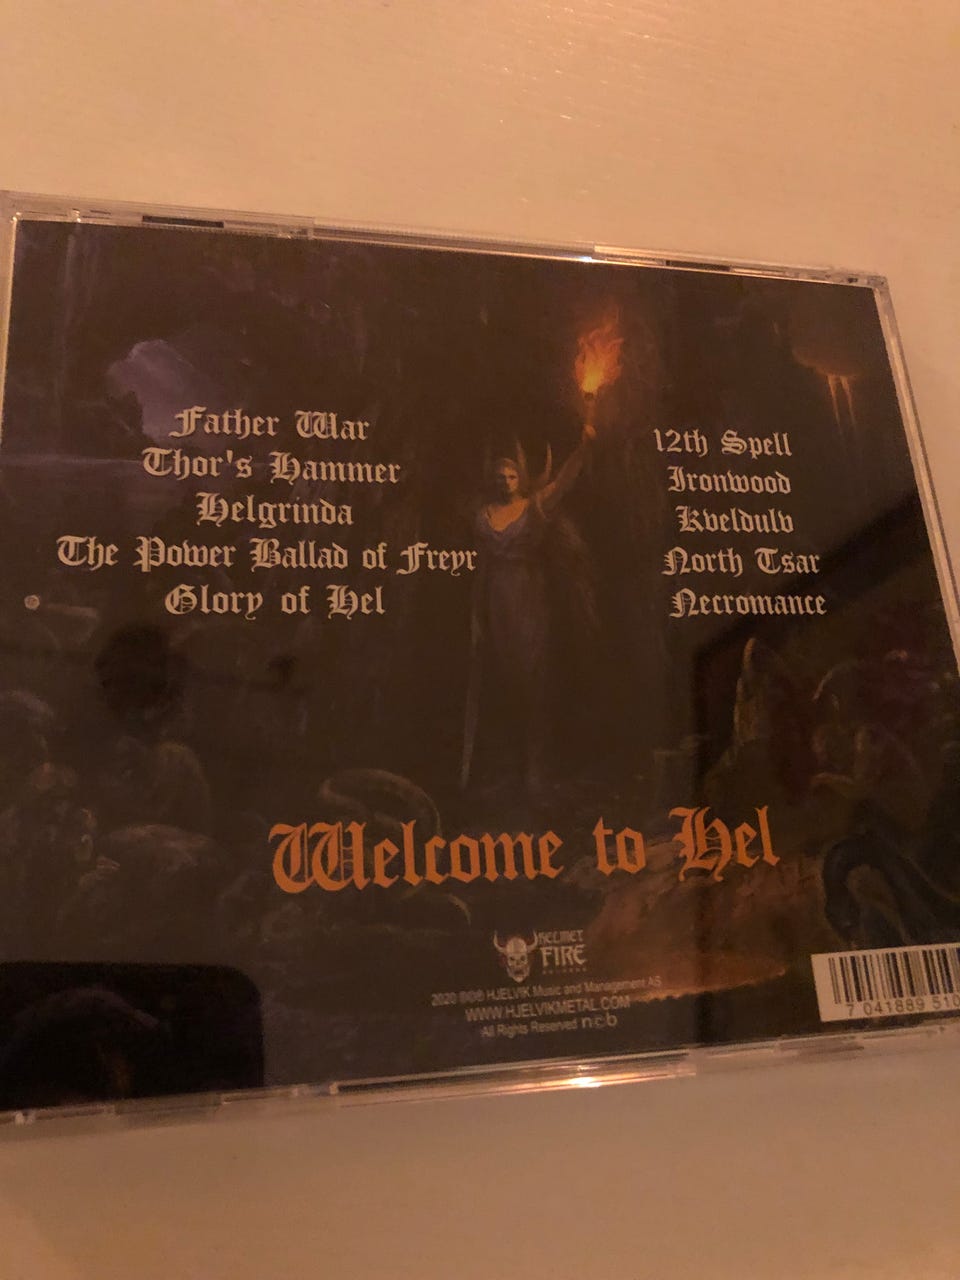 Father War
Thor's Hammer
Helgrinda
The Power Ballad of Freyr
Glory of Hel
12th Spell
Ironwood
Kveldulv
North Tsar
Necromance
Welcome to Hel
HELMET
FIRE
RECORDS
2020 ©℗® HJELVIK Music and Management AS
WWW.HJELVIKMETAL.COM
All Rights Reserved n©b
7 041889 510